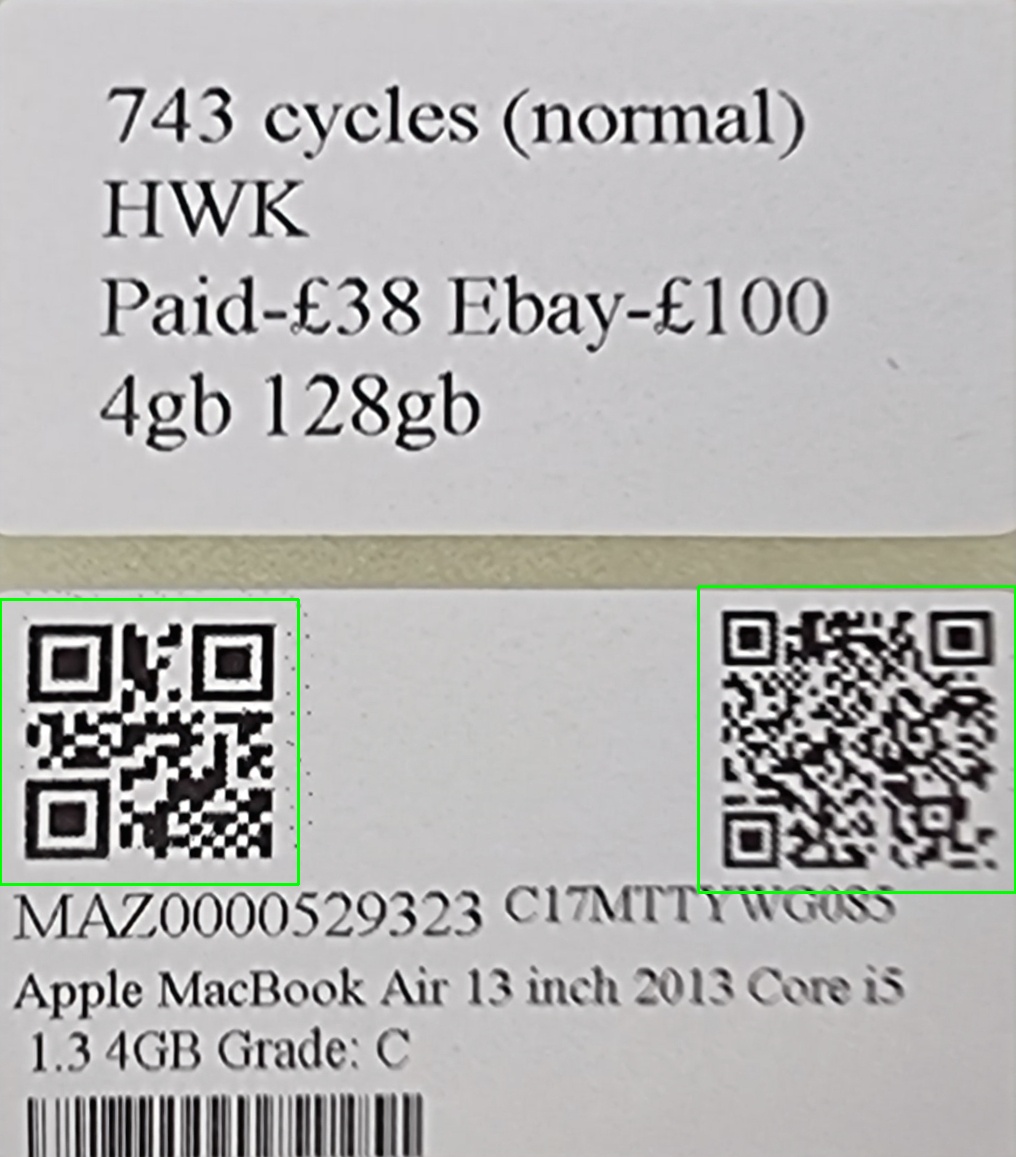 743 cycles (normal)
HWK
Paid-£38 Ebay-£100
4gb 128gb
MAZ0000529323 C17MTTYWG085
Apple MacBook Air 13 inch 2013 Core i5
1.3 4GB Grade: C